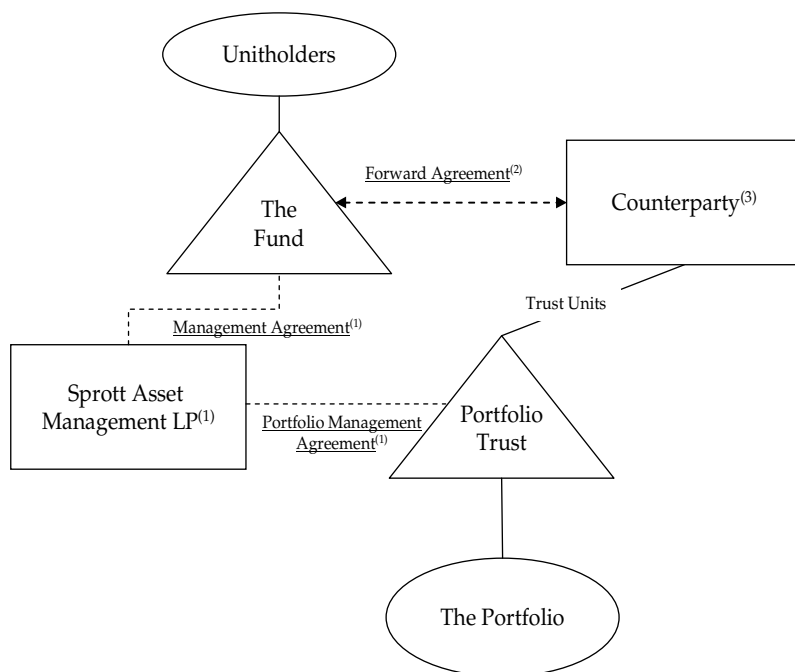 Unitholders
Forward Agreement(2)
The
Fund
Counterparty(3)
Trust Units
Management Agreement(1)
Sprott Asset
Management LP(1)
Portfolio Management
Agreement(1)
Portfolio
Trust
The Portfolio